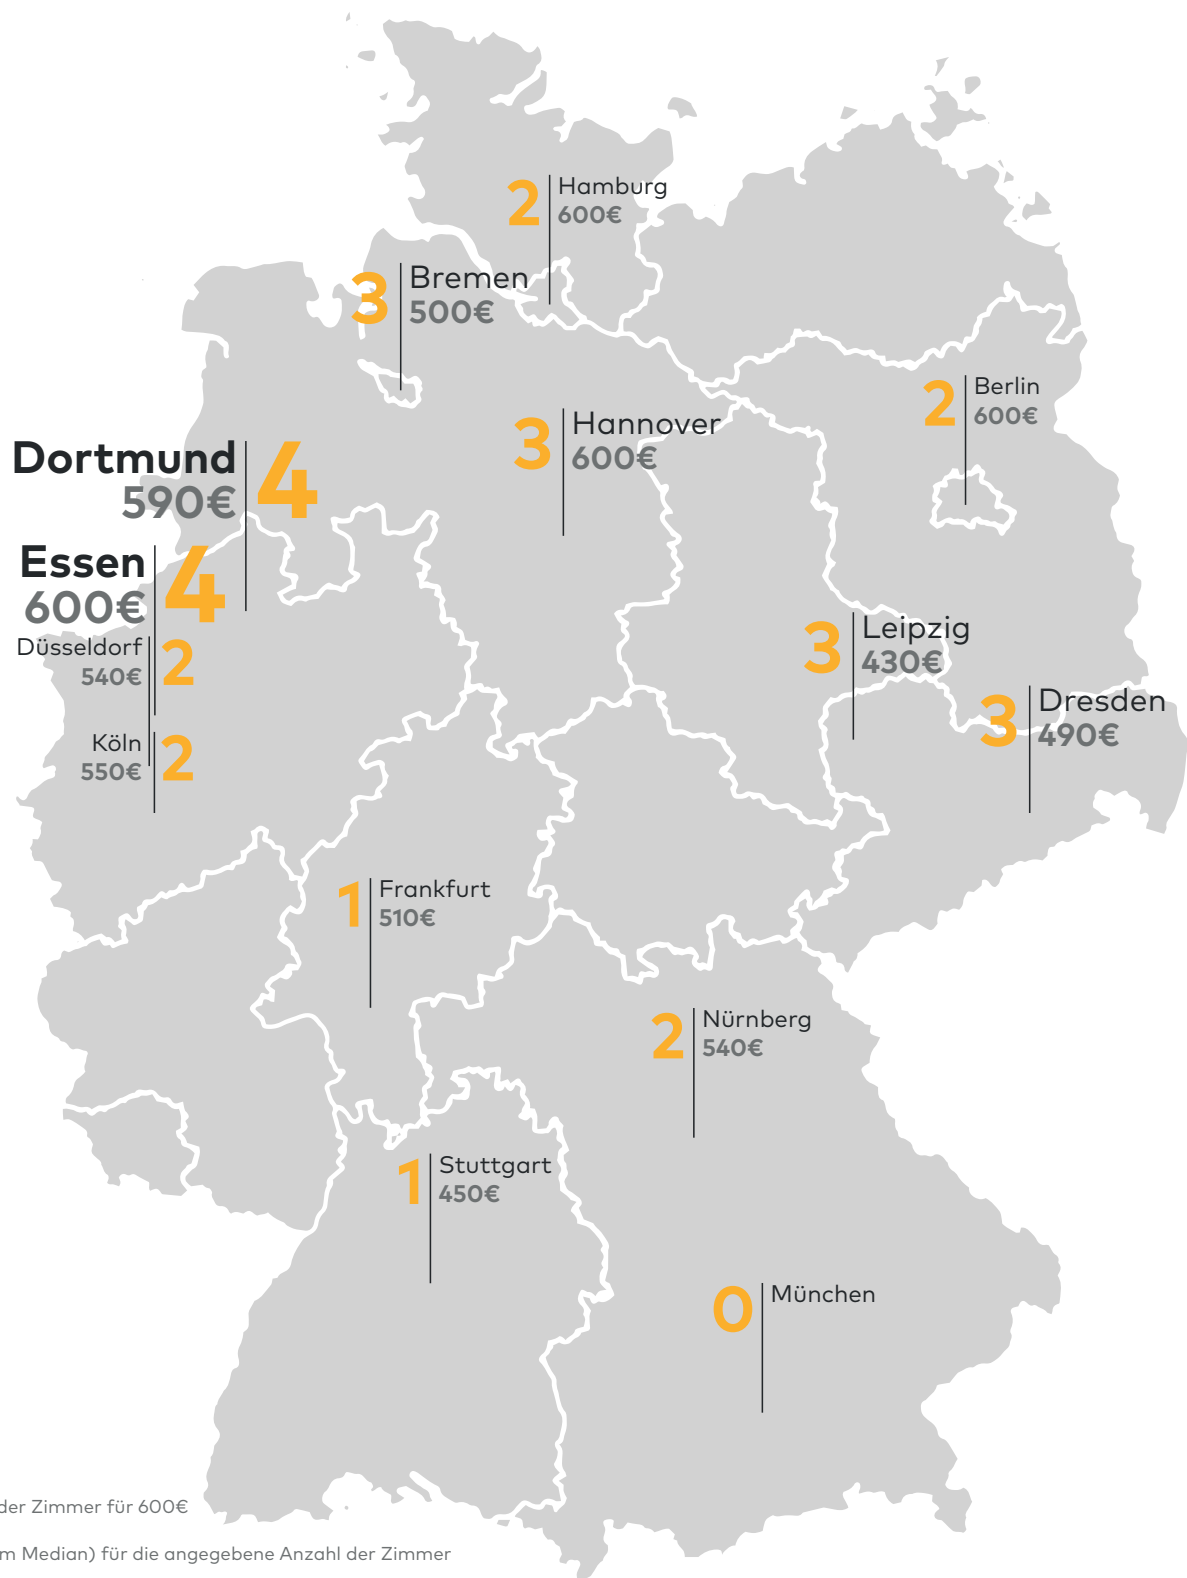 2 Hamburg
600€
3 Bremen
500€
2 Berlin
600€
3 Hannover
600€
Dortmund 4
590€
Essen 4
600€
Düsseldorf 2
540€
3 Leipzig
430€
3 Dresden
490€
Köln 2
550€
1 Frankfurt
510€
2 Nürnberg
540€
1 Stuttgart
450€
0 München
der Zimmer für 600€
m Median) für die angegebene Anzahl der Zimmer